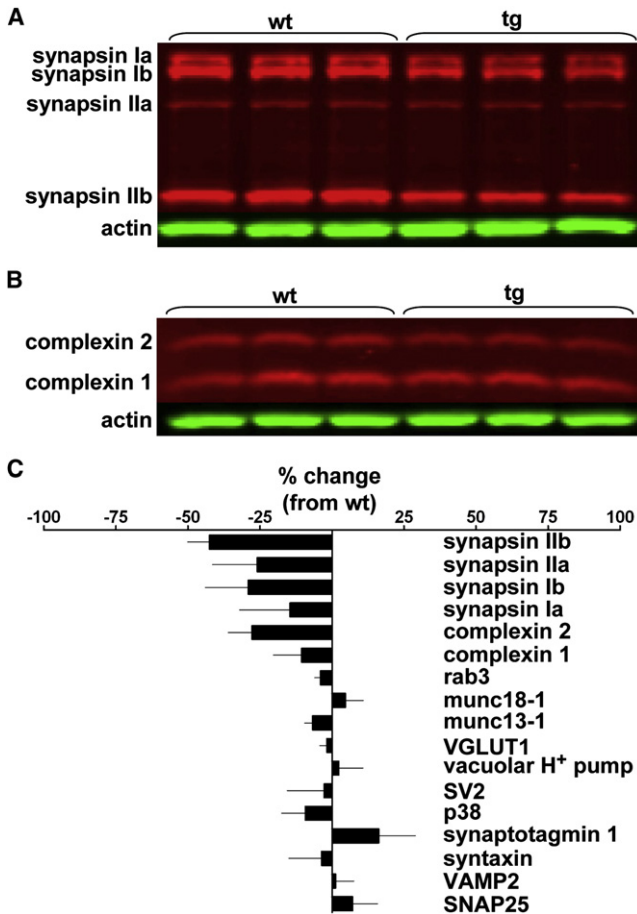 A
wt tg
synapsin Ia
synapsin Ib
synapsin IIa
synapsin IIb
actin
B
wt tg
complexin 2
complexin 1
actin
C
% change
(from wt)
-100 -75 -50 -25 25 50 75 100
synapsin IIb
synapsin IIa
synapsin Ib
synapsin Ia
complexin 2
complexin 1
rab3
munc18-1
munc13-1
VGLUT1
vacuolar H⁺ pump
SV2
p38
synaptotagmin 1
syntaxin
VAMP2
SNAP25